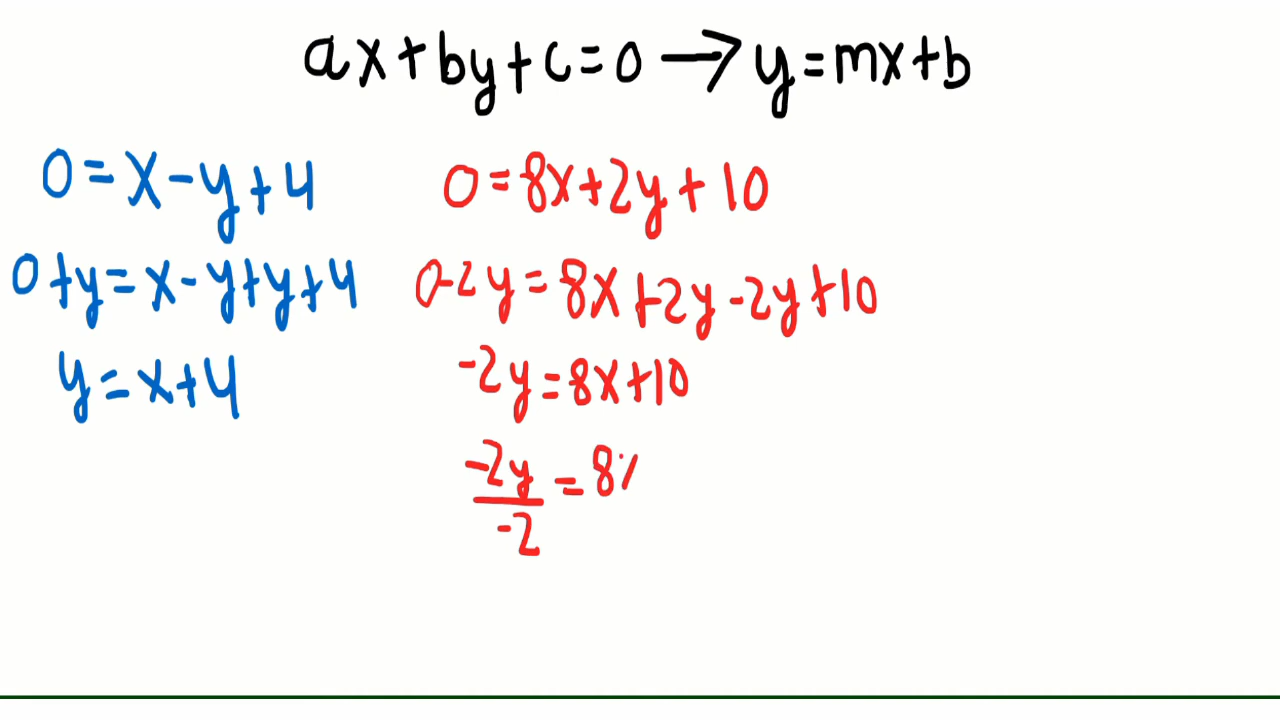 ax+by+c=0→y=mx+b
0=x-y+4
0+y=x-y+y+4
y=x+4
0=8x+2y+10
0-2y=8x+2y-2y+10
-2y=8x+10
-2y/-2=8x